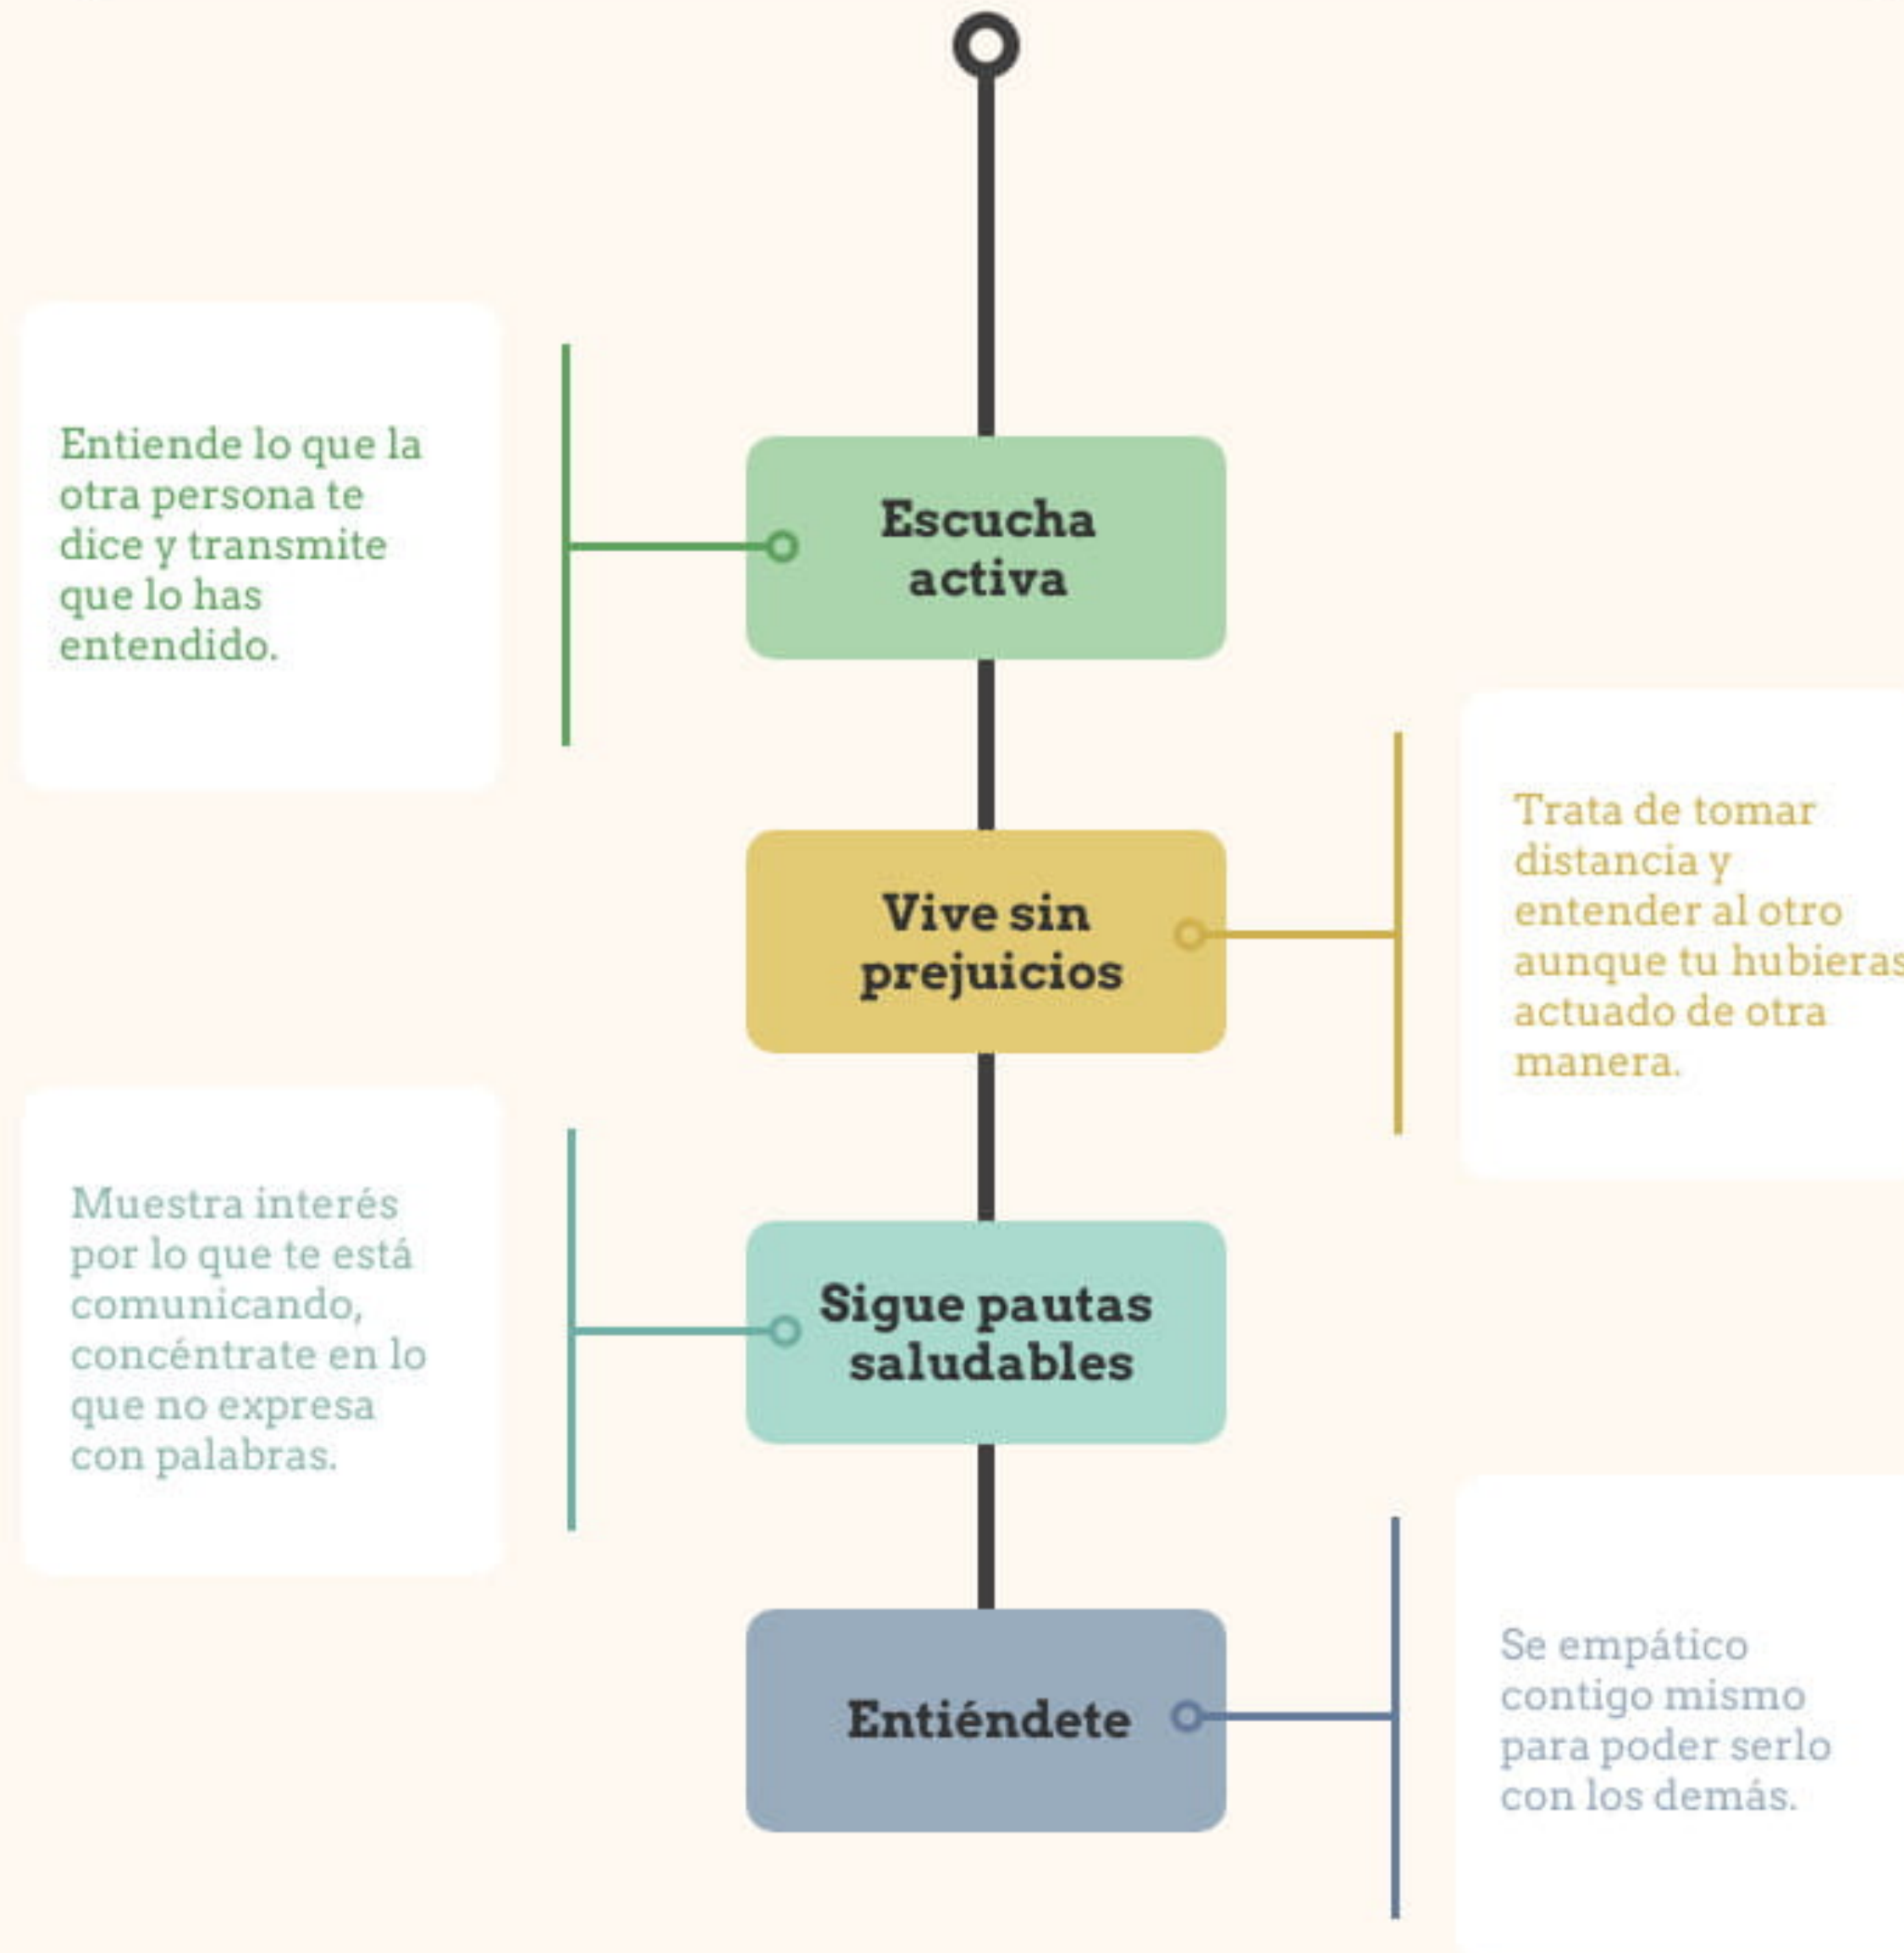 Entiende lo que la
otra persona te
dice y transmite
que lo has
entendido.
Escucha
activa
Vive sin
prejuicios
Trata de tomar
distancia y
entender al otro
aunque tu hubieras
actuado de otra
manera.
Muestra interés
por lo que te está
comunicando,
concéntrate en lo
que no expresa
con palabras.
Sigue pautas
saludables
Entiéndete
Se empático
contigo mismo
para poder serlo
con los demás.